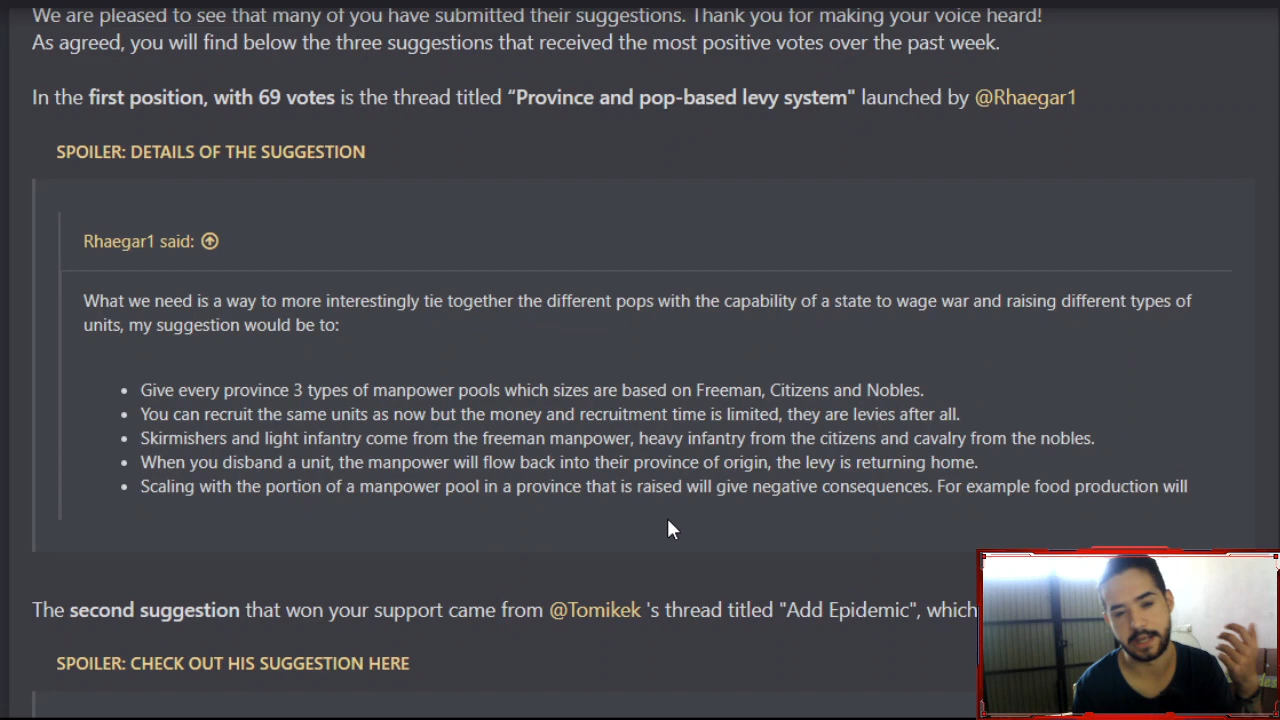 We are pleased to see that many of you have submitted their suggestions. Thank you for making your voice heard!
As agreed, you will find below the three suggestions that received the most positive votes over the past week.
In the first position, with 69 votes is the thread titled “Province and pop-based levy system" launched by @Rhaegar1
SPOILER: DETAILS OF THE SUGGESTION
Rhaegar1 said:
What we need is a way to more interestingly tie together the different pops with the capability of a state to wage war and raising different types of
units, my suggestion would be to:
• Give every province 3 types of manpower pools which sizes are based on Freeman, Citizens and Nobles.
• You can recruit the same units as now but the money and recruitment time is limited, they are levies after all.
• Skirmishers and light infantry come from the freeman manpower, heavy infantry from the citizens and cavalry from the nobles.
• When you disband a unit, the manpower will flow back into their province of origin, the levy is returning home.
• Scaling with the portion of a manpower pool in a province that is raised will give negative consequences. For example food production will
The second suggestion that won your support came from @Tomikek 's thread titled "Add Epidemic", which
SPOILER: CHECK OUT HIS SUGGESTION HERE